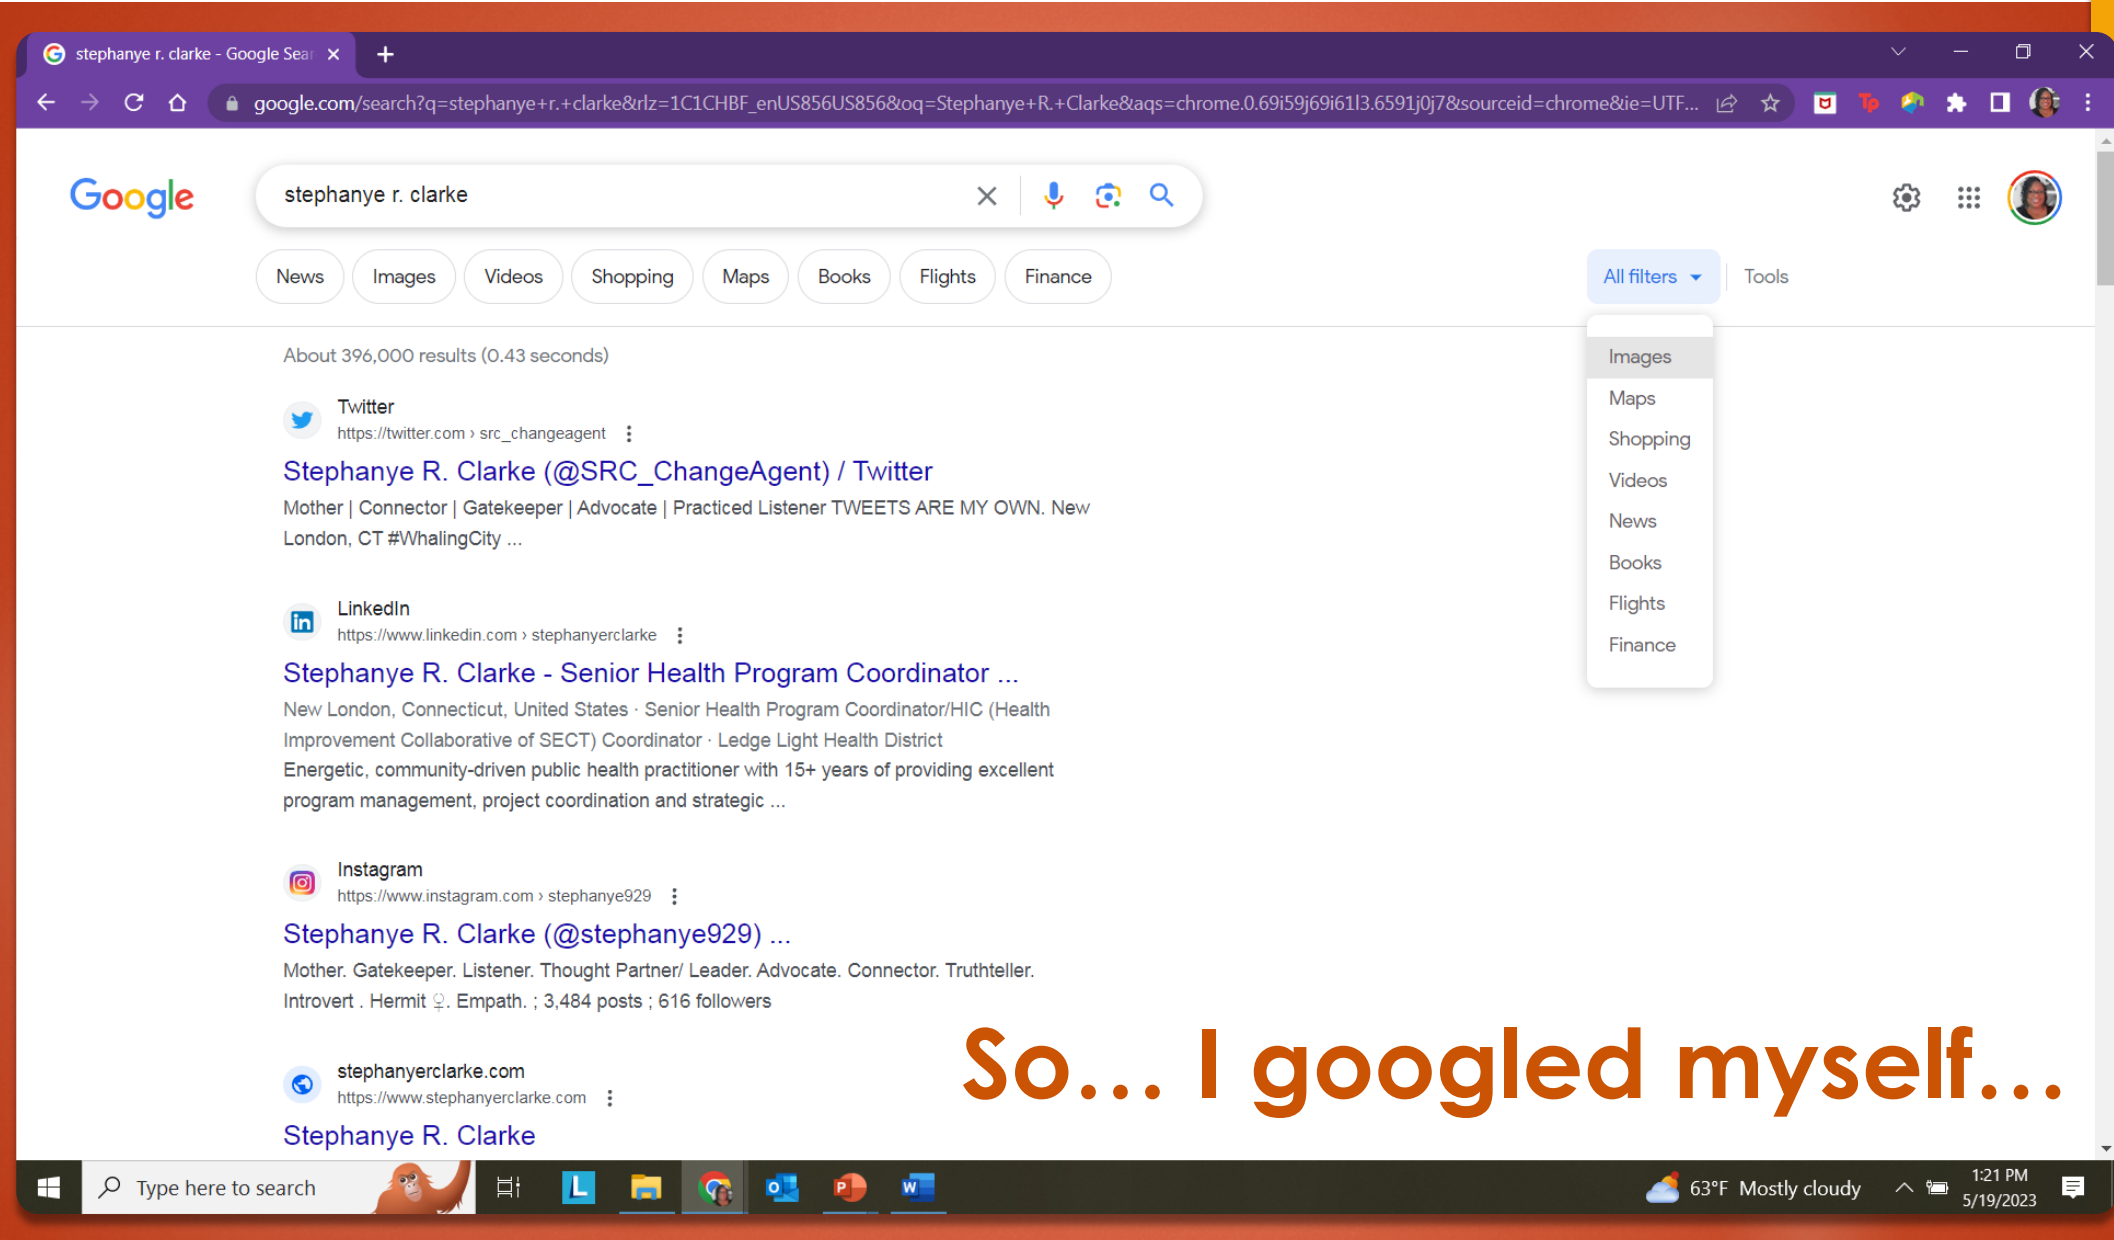 stephanye r. clarke - Google Sear
google.com/search?q=stephanye+r.+clarke&rlz=1C1CHBF_enUS856US856&oq=Stephanye+R.+Clarke&aqs=chrome.0.69i59j69i61l3.6591j0j7&sourceid=chrome&ie=UTF...
Tp
Google
stephanye r. clarke
News Images Videos Shopping Maps Books Flights Finance
All filters Tools
About 396,000 results (0.43 seconds)
Images
Maps
Shopping
Videos
News
Books
Flights
Finance
Twitter
https://twitter.com › src_changeagent
Stephanye R. Clarke (@SRC_ChangeAgent) / Twitter
Mother | Connector | Gatekeeper | Advocate | Practiced Listener TWEETS ARE MY OWN. New
London, CT #WhalingCity ...
LinkedIn
in
https://www.linkedin.com › stephanyerclarke
Stephanye R. Clarke - Senior Health Program Coordinator ...
New London, Connecticut, United States · Senior Health Program Coordinator/HIC (Health
Improvement Collaborative of SECT) Coordinator · Ledge Light Health District
Energetic, community-driven public health practitioner with 15+ years of providing excellent
program management, project coordination and strategic ...
Instagram
https://www.instagram.com › stephanye929
Stephanye R. Clarke (@stephanye929) ...
Mother. Gatekeeper. Listener. Thought Partner/ Leader. Advocate. Connector. Truthteller.
Introvert . Hermit ♀. Empath. ; 3,484 posts ; 616 followers
stephanyerclarke.com
https://www.stephanyerclarke.com
Stephanye R. Clarke
So... I googled myself...
Type here to search
L
P
W
63°F Mostly cloudy
1:21 PM
5/19/2023